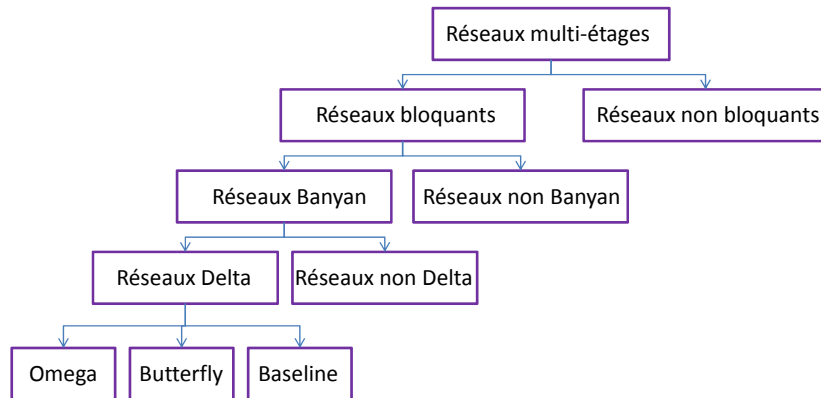 Réseaux multi-étages
Réseaux bloquants
Réseaux non bloquants
Réseaux Banyan
Réseaux non Banyan
Réseaux Delta
Réseaux non Delta
Omega
Butterfly
Baseline